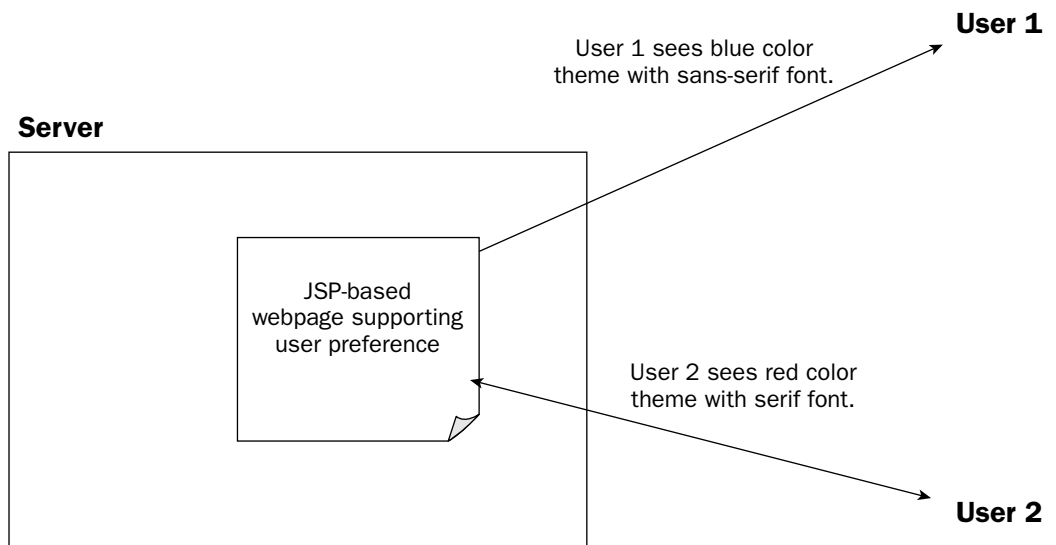 User 1
User 1 sees blue color
theme with sans-serif font.
Server
JSP-based
webpage supporting
user preference
User 2 sees red color
theme with serif font.
User 2